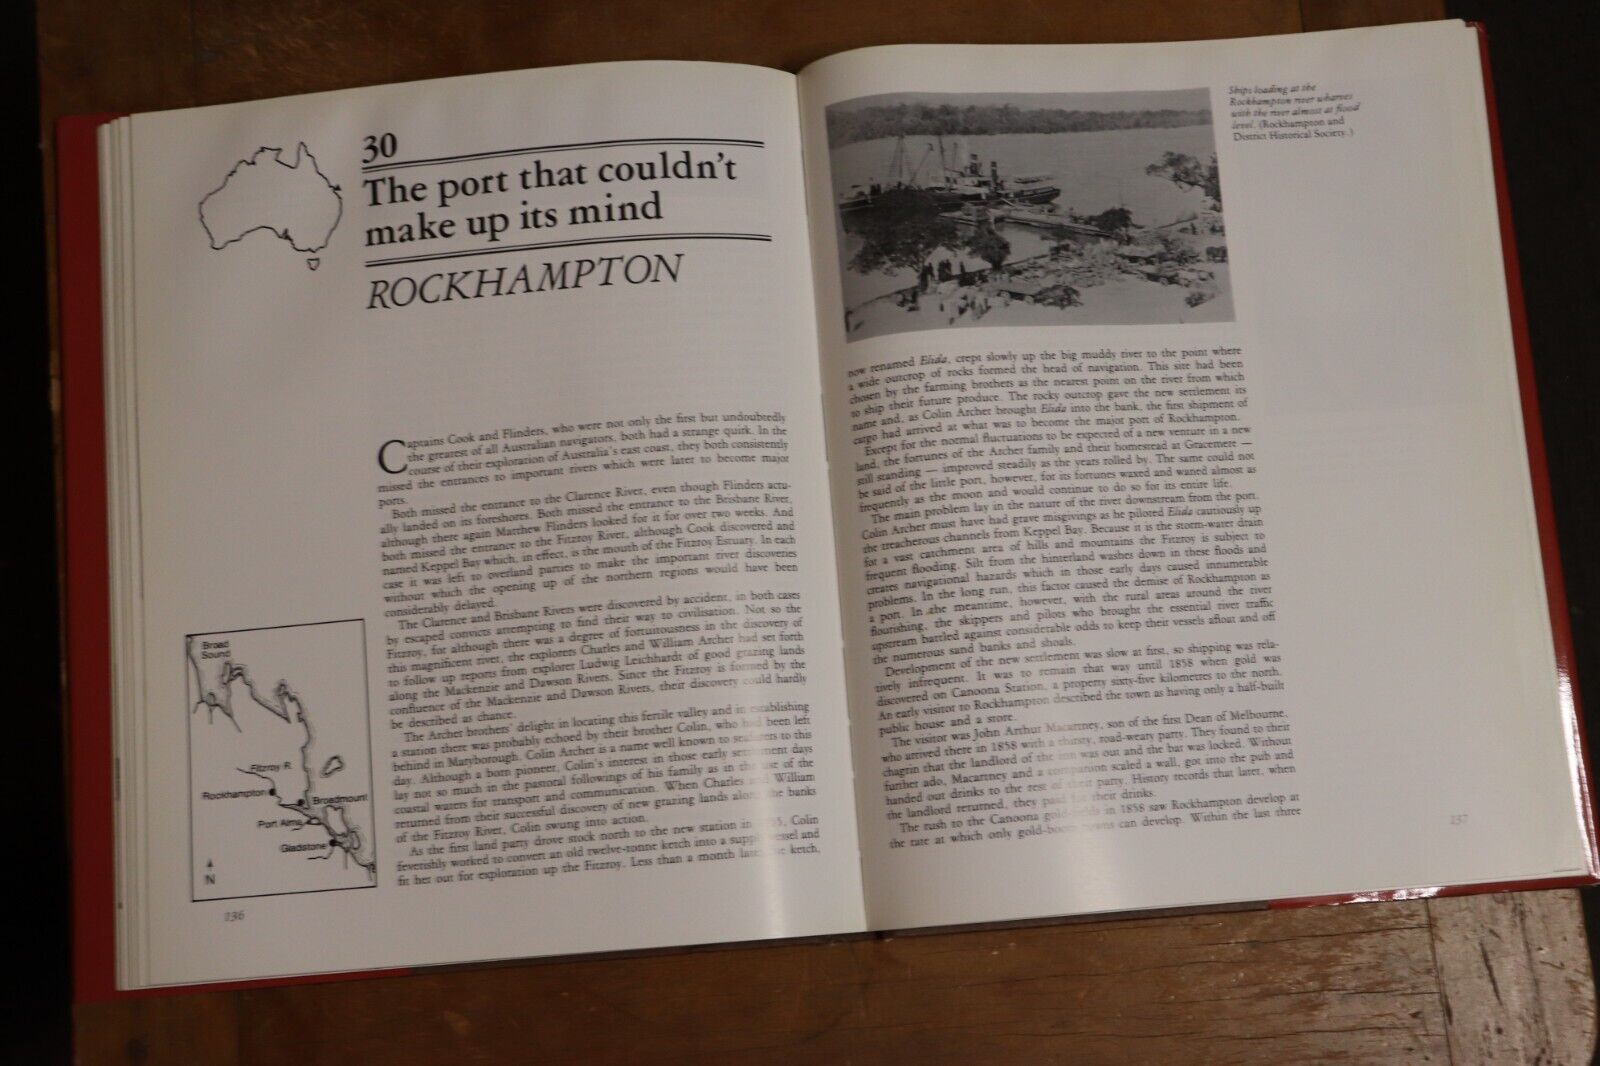 30
The port that couldn't
make up its mind
ROCKHAMPTON
Captains Cook and Flinders, who were not only the first but undoubtedly
the greatest of all Australian navigators, both had a strange quirk. In the
course of their exploration of Australia's east coast, they both consistently
missed the entrances to important rivers which were later to become major
ports.
Both missed the entrance to the Clarence River, even though Flinders actu-
ally landed on its foreshores. Both missed the entrance to the Brisbane River,
although there again Matthew Flinders looked for it for over two weeks. And
both missed the entrance to the Fitzroy River, although Cook discovered and
named Keppel Bay which, in effect, is the mouth of the Fitzroy Estuary. In each
case it was left to overland parties to make the important river discoveries
without which the opening up of the northern regions would have been
considerably delayed.
The Clarence and Brisbane Rivers were discovered by accident, in both cases
by escaped convicts attempting to find their way to civilisation. Not so the
Fitzroy, for although there was a degree of fortuitousness in the discovery of
this magnificent river, the explorers Charles and William Archer had set forth
to follow up reports from explorer Ludwig Leichhardt of good grazing lands
along the Mackenzie and Dawson Rivers. Since the Fitzroy is formed by the
confluence of the Mackenzie and Dawson Rivers, their discovery could hardly
be described as chance.
The Archer brothers' delight in locating this fertile valley and in establishing
a station there was probably echoed by their brother Colin, who had been left
behind in Maryborough. Colin Archer is a name well known to seafarers to this
day. Although a born pioneer, Colin's interest in those early settlement days
lay not so much in the pastoral followings of his family as in the use of the
coastal waters for transport and communication. When Charles and William
returned from their successful discovery of new grazing lands along the banks
of the Fitzroy River, Colin swung into action.
As the first land party drove stock north to the new station in Colin
feverishly worked to convert an old twelve-tonne ketch into a supply vessel and
fit her out for exploration up the Fitzroy. Less than a month later the ketch,
Broad
Sound
Fitzroy R.
Rockhampton
Broadmount
Port Alma
Gladstone
N
136
Ships loading at the
Rockhampton river wharves
with the river almost at flood
level. (Rockhampton and
District Historical Society.)
now renamed Elida, crept slowly up the big muddy river to the point where
a wide outcrop of rocks formed the head of navigation. This site had been
chosen by the farming brothers as the nearest point on the river from which
to ship their future produce. The rocky outcrop gave the new settlement its
name and, as Colin Archer brought Elida into the bank, the first shipment of
cargo had arrived at what was to become the major port of Rockhampton.
Except for the normal fluctuations to be expected of a new venture in a new
land, the fortunes of the Archer family and their homestead at Gracemere —
still standing — improved steadily as the years rolled by. The same could not
be said of the little port, however, for its fortunes waxed and waned almost as
frequently as the moon and would continue to do so for its entire life.
The main problem lay in the nature of the river downstream from the port.
Colin Archer must have had grave misgivings as he piloted Elida cautiously up
the treacherous channels from Keppel Bay. Because it is the storm-water drain
for a vast catchment area of hills and mountains the Fitzroy is subject to
frequent flooding. Silt from the hinterland washes down in these floods and
creates navigational hazards which in those early days caused innumerable
problems. In the long run, this factor caused the demise of Rockhampton as
a port. In the meantime, however, with the rural areas around the river
flourishing, the skippers and pilots who brought the essential river traffic
upstream battled against considerable odds to keep their vessels afloat and off
the numerous sand banks and shoals.
Development of the new settlement was slow at first, so shipping was rela-
tively infrequent. It was to remain that way until 1858 when gold was
discovered on Canoona Station, a property sixty-five kilometres to the north.
An early visitor to Rockhampton described the town as having only a half-built
public house and a store.
The visitor was John Arthur Macartney, son of the first Dean of Melbourne,
who arrived there in 1858 with a thirsty, road-weary party. They found to their
chagrin that the landlord of the inn was out and the bar was locked. Without
further ado, Macartney and a companion scaled a wall, got into the pub and
handed out drinks to the rest of their party. History records that later, when
the landlord returned, they paid for their drinks.
The rush to the Canoona gold-fields in 1858 saw Rockhampton develop at
the rate at which only gold-boom towns can develop. Within the last three
137